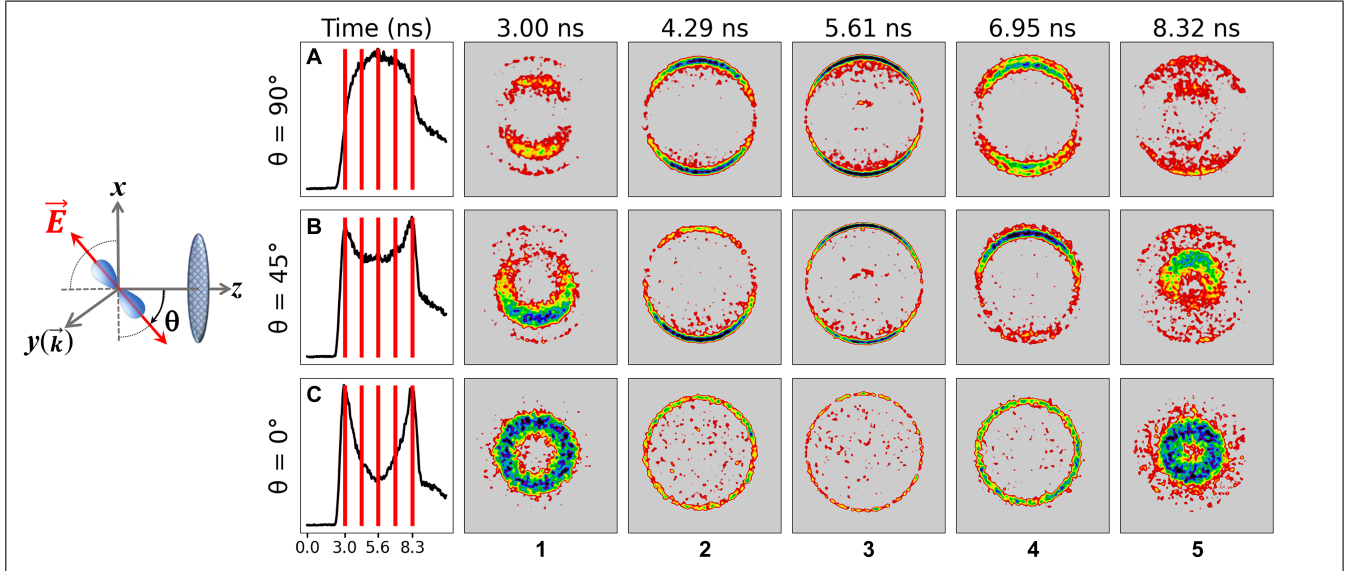 Time (ns) 3.00 ns 4.29 ns 5.61 ns 6.95 ns 8.32 ns
A
θ = 90°
B
θ = 45°
C
θ = 0°
x
E
z
θ
y(k)
0.0 3.0 5.6 8.3
1 2 3 4 5